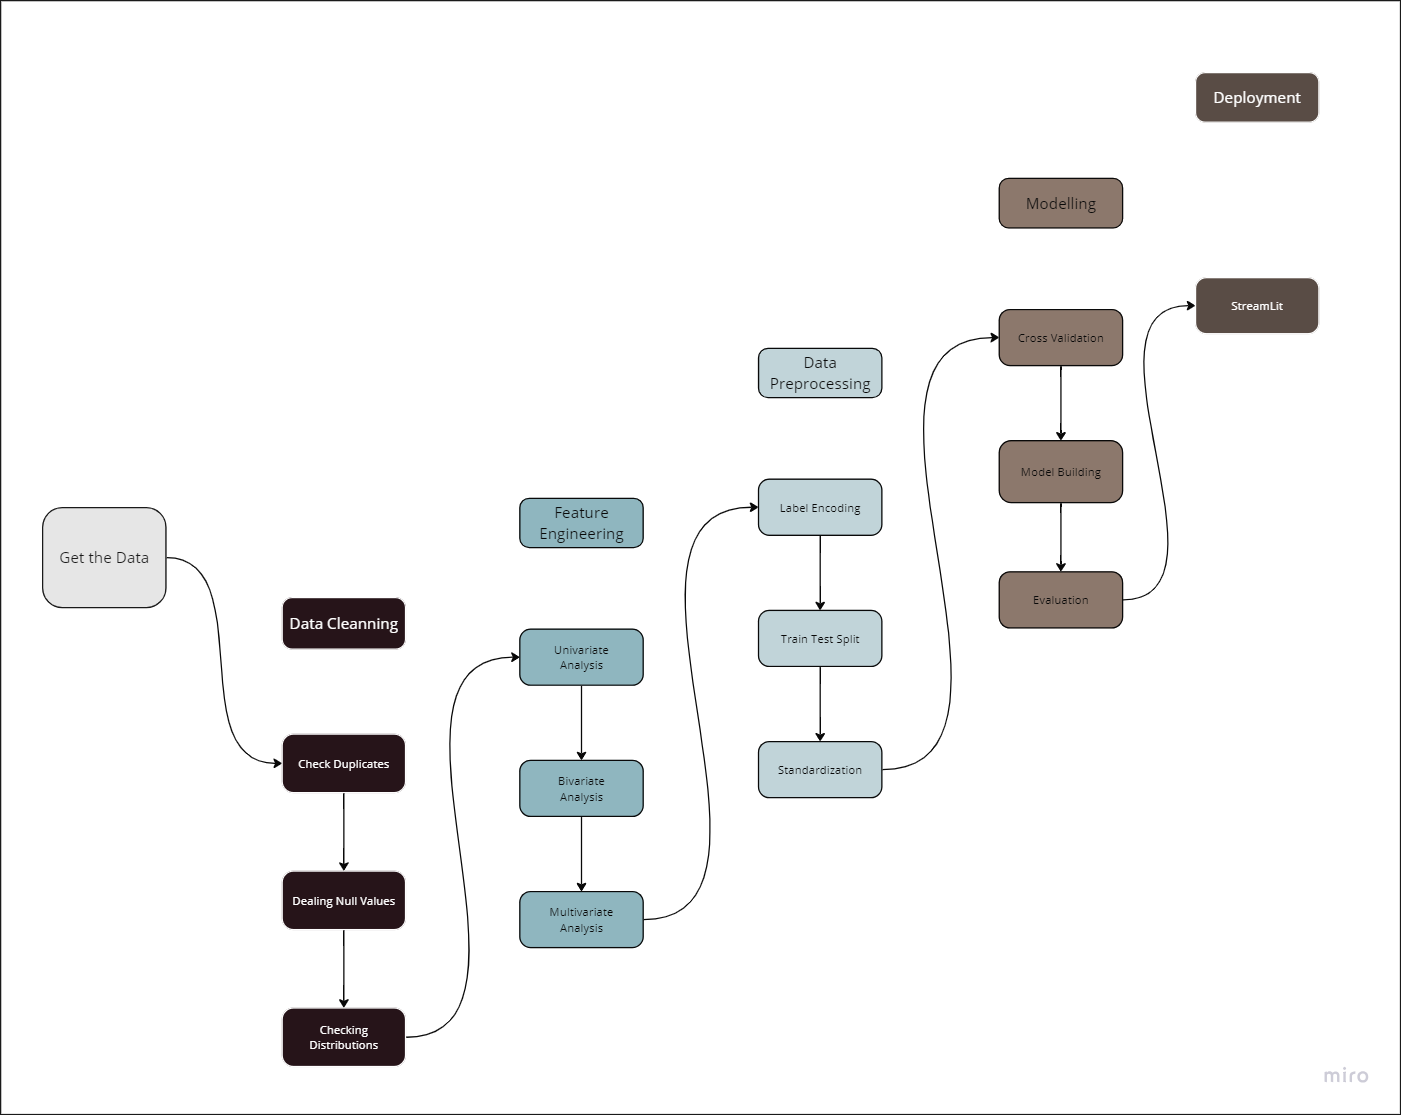 Deployment
Modelling
StreamLit
Cross Validation
Data
Preprocessing
Model Building
Label Encoding
Feature
Engineering
Get the Data
Evaluation
Data Cleanning
Train Test Split
Univariate
Analysis
Check Duplicates
Standardization
Bivariate
Analysis
Dealing Null Values
Multivariate
Analysis
Checking
Distributions
miro